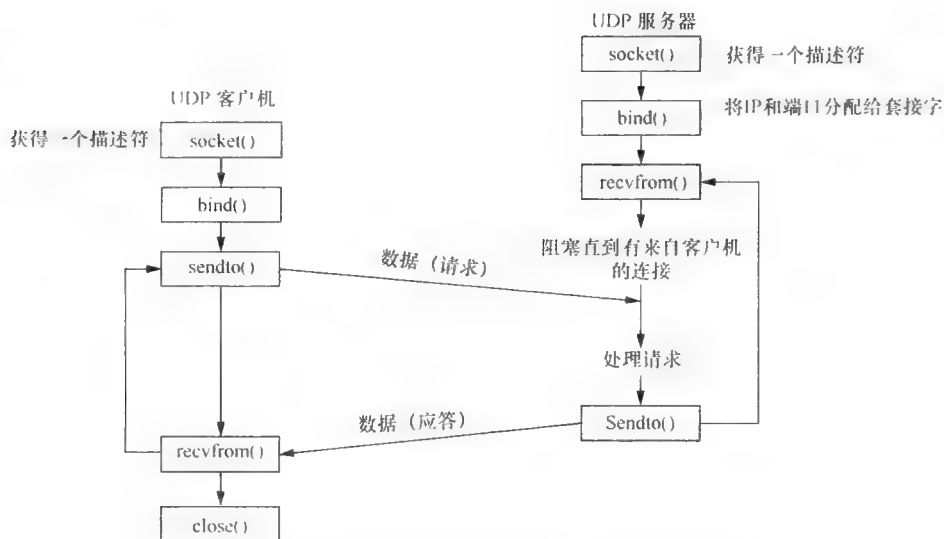 UDP 服务器
socket()
获得一个描述符
UDP 客户机
将IP和端口分配给套接字
bind()
获得一个描述符
socket()
recvfrom()
bind()
阻塞直到有来自客户机
的连接
数据（请求）
sendto()
处理请求
数据（应答）
Sendto()
recvfrom()
close()